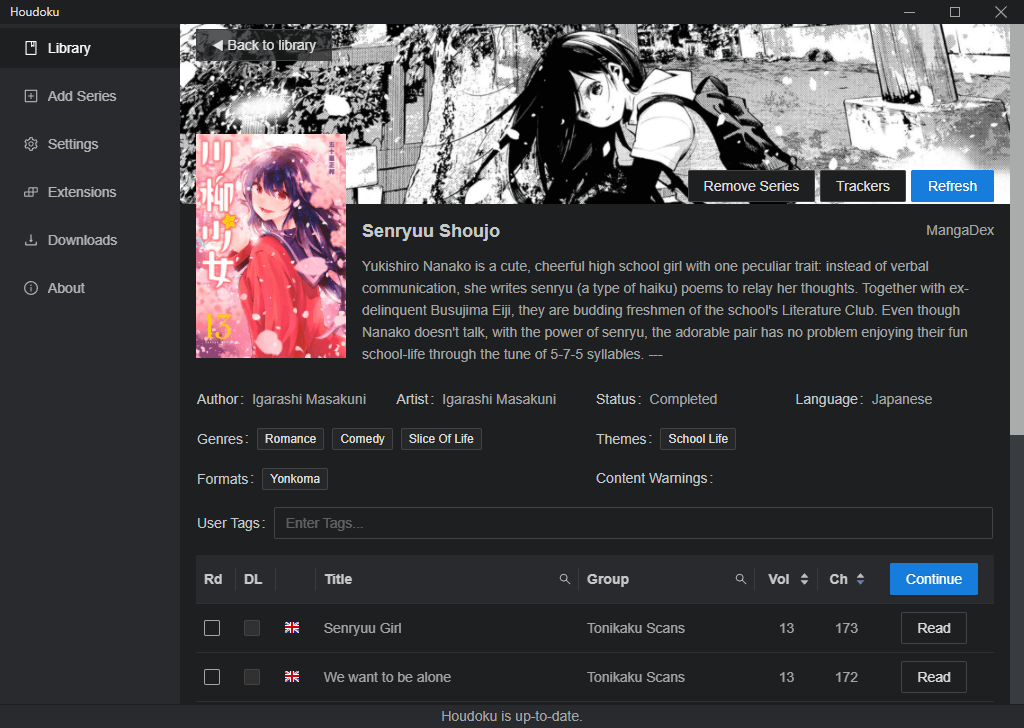 Houdoku
Library
Add Series
Settings
Extensions
Downloads
About
◀ Back to library
川柳少女
五十嵐正邦
13
Remove Series
Trackers
Refresh
Senryuu Shoujo
MangaDex
Yukishiro Nanako is a cute, cheerful high school girl with one peculiar trait: instead of verbal
communication, she writes senryu (a type of haiku) poems to relay her thoughts. Together with ex-
delinquent Busujima Eiji, they are budding freshmen of the school's Literature Club. Even though
Nanako doesn't talk, with the power of senryu, the adorable pair has no problem enjoying their fun
school-life through the tune of 5-7-5 syllables. ---
Author: Igarashi Masakuni Artist: Igarashi Masakuni Status: Completed Language: Japanese
Genres: Romance Comedy Slice Of Life Themes: School Life
Formats: Yonkoma Content Warnings:
User Tags: Enter Tags...
Rd DL Title Group Vol Ch Continue
Senryuu Girl Tonikaku Scans 13 173 Read
We want to be alone Tonikaku Scans 13 172 Read
Houdoku is up-to-date.